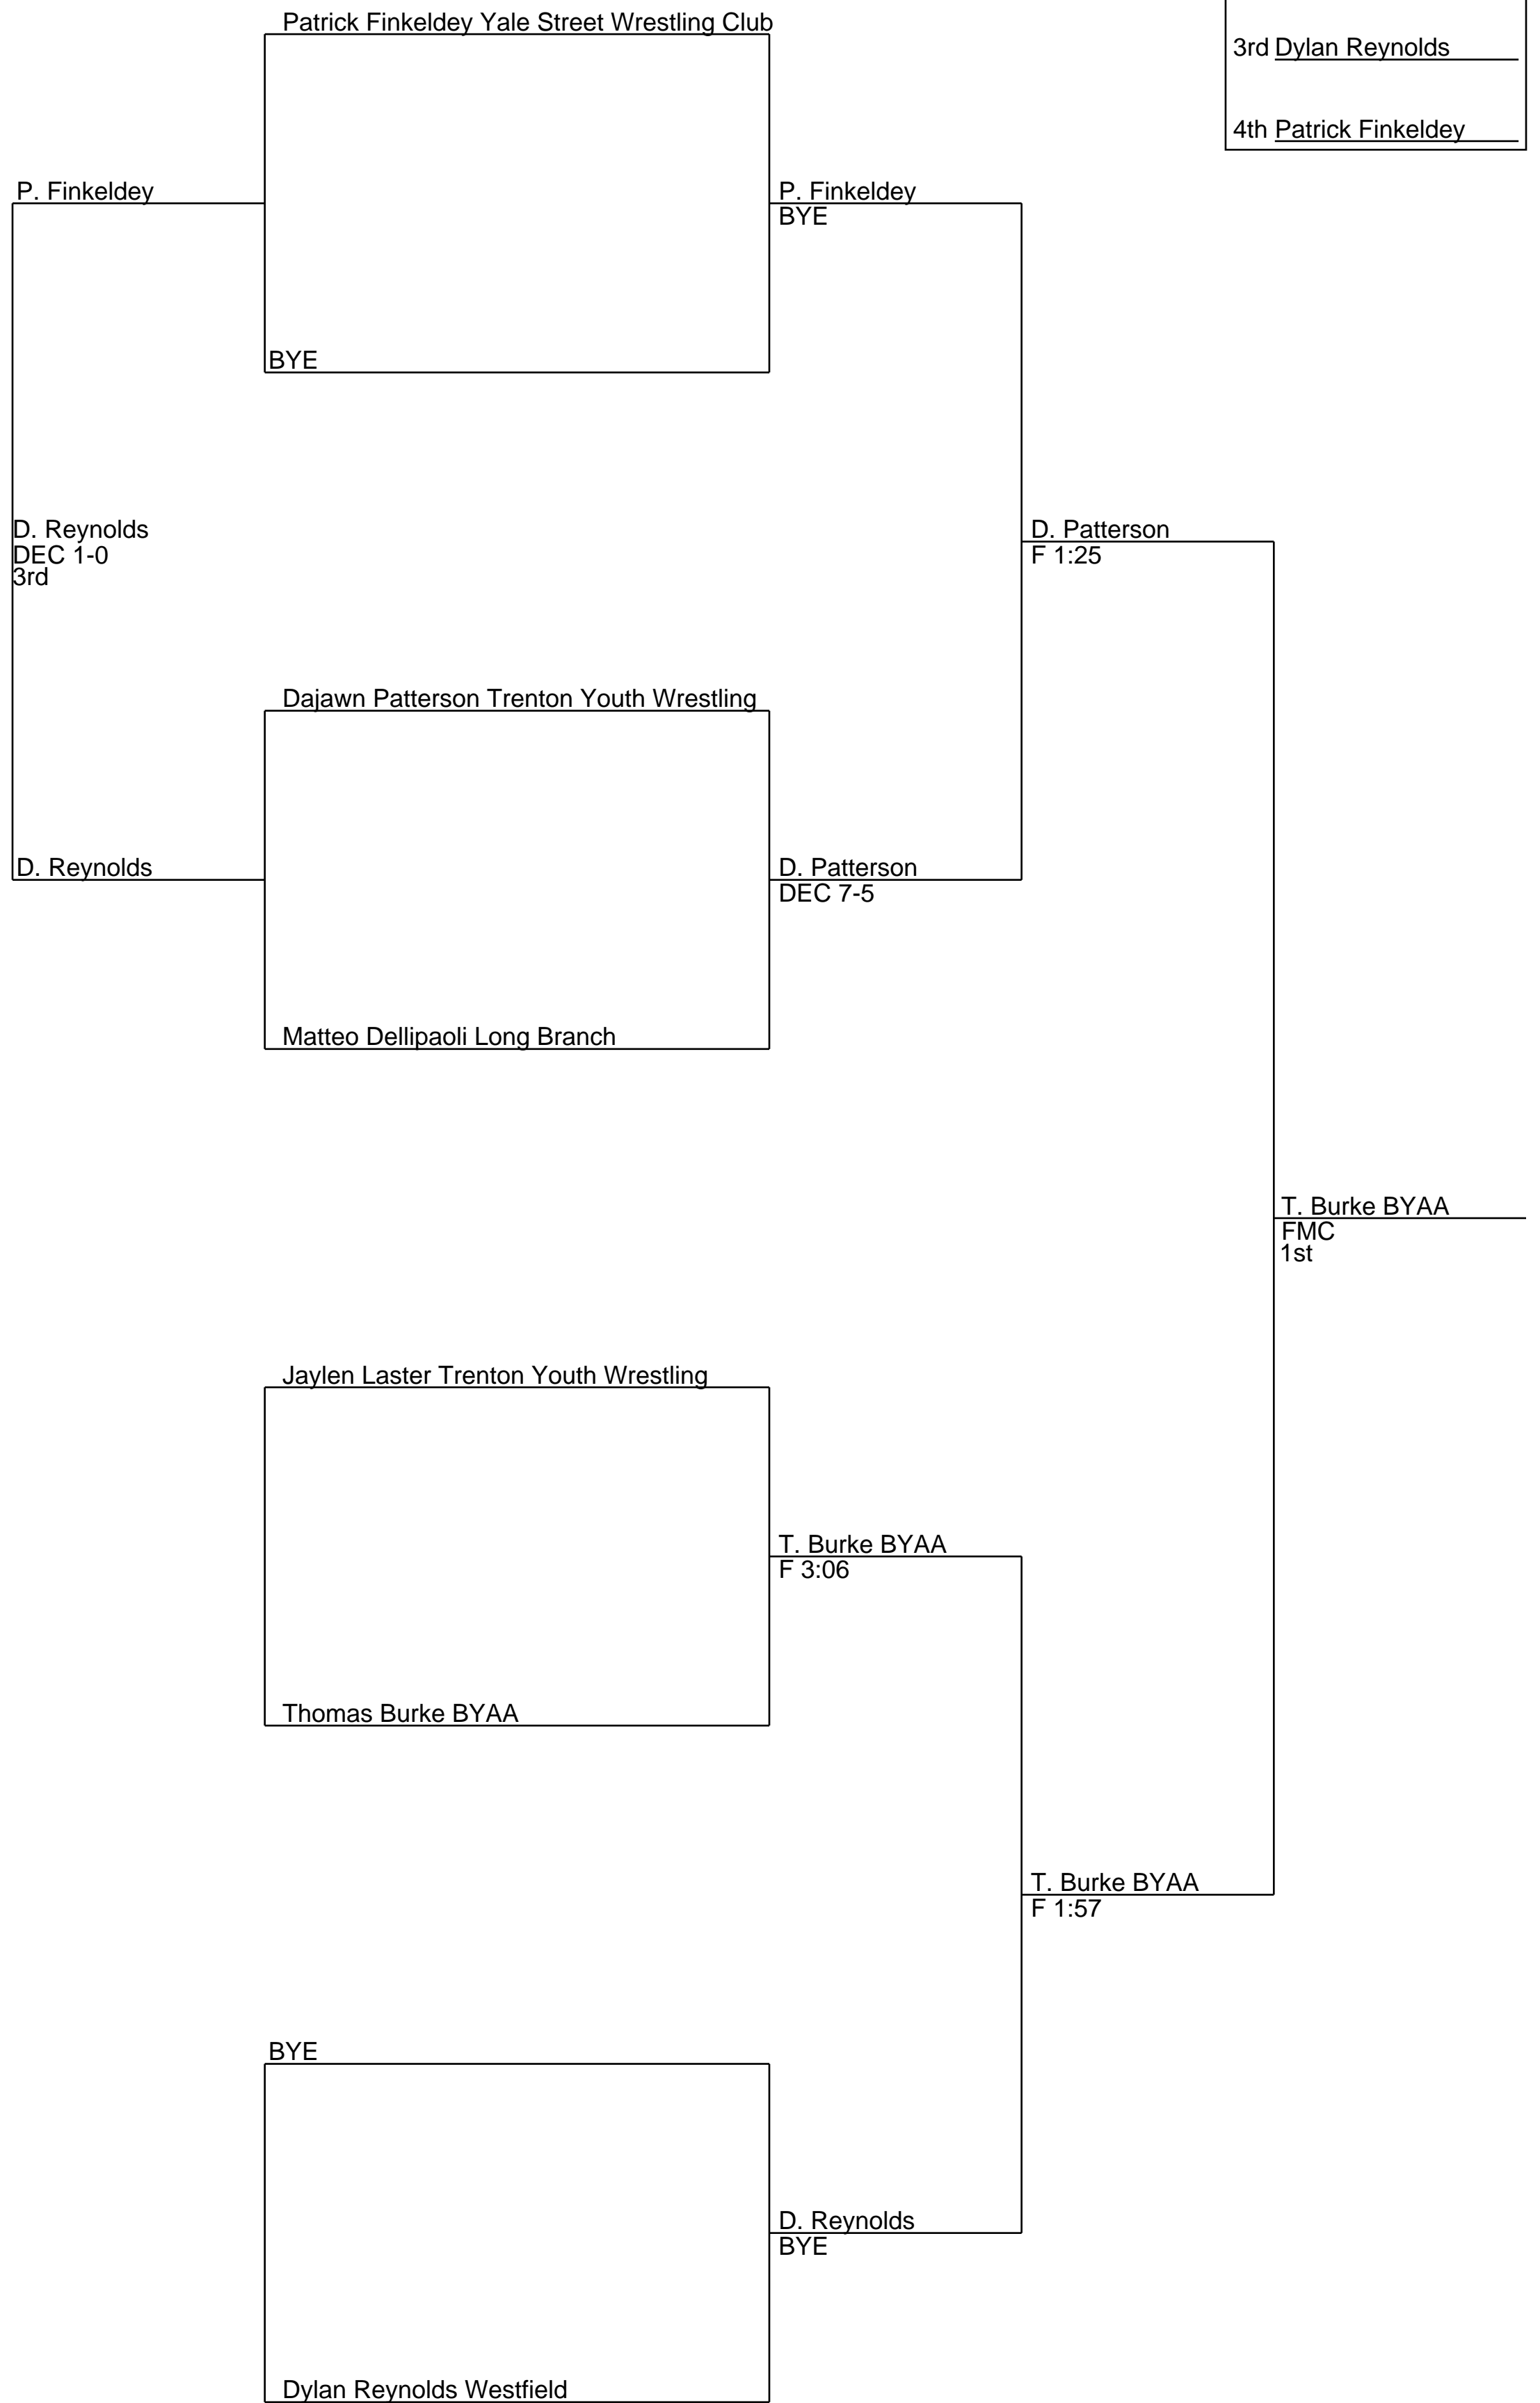 Patrick Finkeldey Yale Street Wrestling Club
3rd Dylan Reynolds
4th Patrick Finkeldey
P. Finkeldey
P. Finkeldey
BYE
BYE
D. Reynolds
DEC 1-0
3rd
D. Patterson
F 1:25
Dajawn Patterson Trenton Youth Wrestling
D. Reynolds
D. Patterson
DEC 7-5
Matteo Dellipaoli Long Branch
T. Burke BYAA
FMC
1st
Jaylen Laster Trenton Youth Wrestling
T. Burke BYAA
F 3:06
Thomas Burke BYAA
T. Burke BYAA
F 1:57
BYE
D. Reynolds
BYE
Dylan Reynolds Westfield